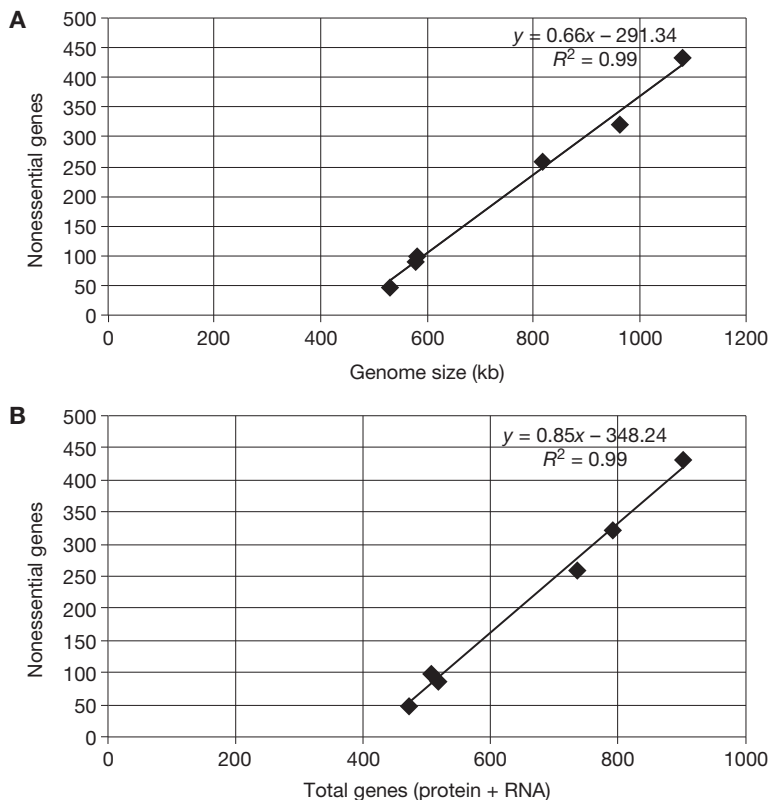 A
500
450
400
350
300
250
200
150
100
50
0
Nonessential genes
y = 0.66x – 291.34
R² = 0.99
0 200 400 600 800 1000 1200
Genome size (kb)
B
500
450
400
350
300
250
200
150
100
50
0
Nonessential genes
y = 0.85x – 348.24
R² = 0.99
0 200 400 600 800 1000
Total genes (protein + RNA)